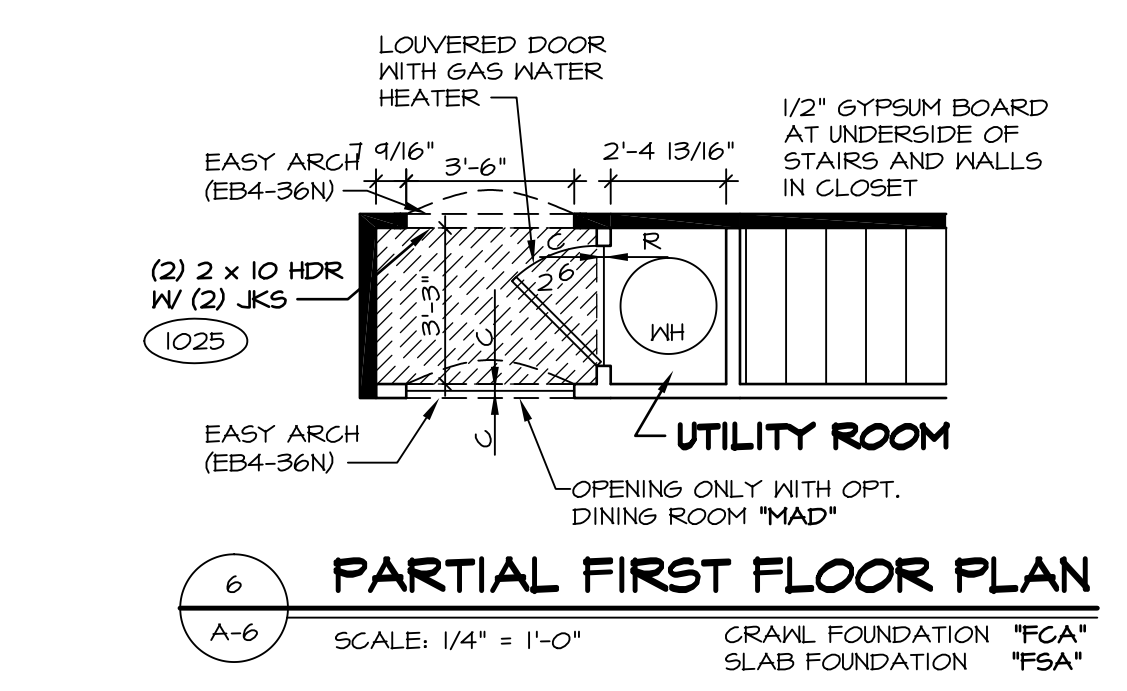 LOUVERED DOOR
WITH GAS WATER
HEATER
1/2" GYPSUM BOARD
AT UNDERSIDE OF
STAIRS AND WALLS
IN CLOSET
EASY ARCH
(EB4-36N)
7 9/16"
3'-6"
2'-4 13/16"
(2) 2 x 10 HDR
W/ (2) JKS
1025
3'-3"
C
R
2 6
C
WH
C
EASY ARCH
(EB4-36N)
UTILITY ROOM
OPENING ONLY WITH OPT.
DINING ROOM "MAD"
6
A-6
PARTIAL FIRST FLOOR PLAN
SCALE: 1/4" = 1'-0"
CRAWL FOUNDATION "FCA"
SLAB FOUNDATION "FSA"